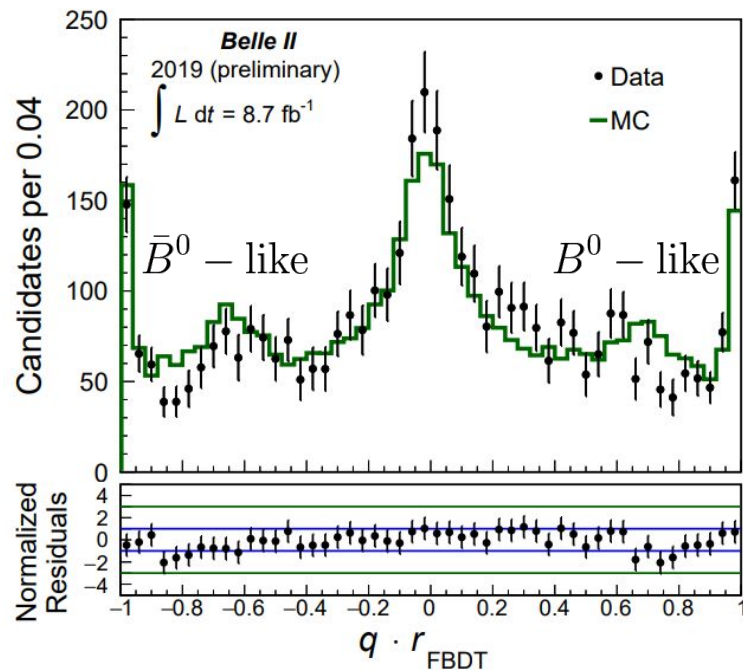 Belle II
2019 (preliminary)
∫ L dt = 8.7 fb⁻¹
Data
MC
B̄⁰ – like
B⁰ – like
Candidates per 0.04
250
200
150
100
50
0
Normalized
Residuals
4
2
0
−2
−4
−1 −0.8 −0.6 −0.4 −0.2 0 0.2 0.4 0.6 0.8 1
q · r_FBDT